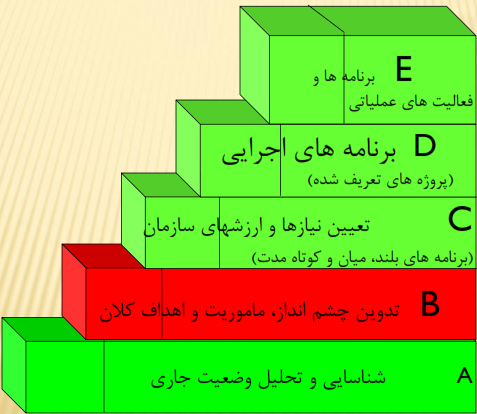 E برنامه ها و
فعالیت های عملیاتی
D برنامه های اجرایی
(پروژه های تعریف شده)
C تعیین نیازها و ارزشهای سازمان
(برنامه های بلند، میان و کوتاه مدت)
B تدوین چشم انداز، ماموریت و اهداف کلان
A شناسایی و تحلیل وضعیت جاری